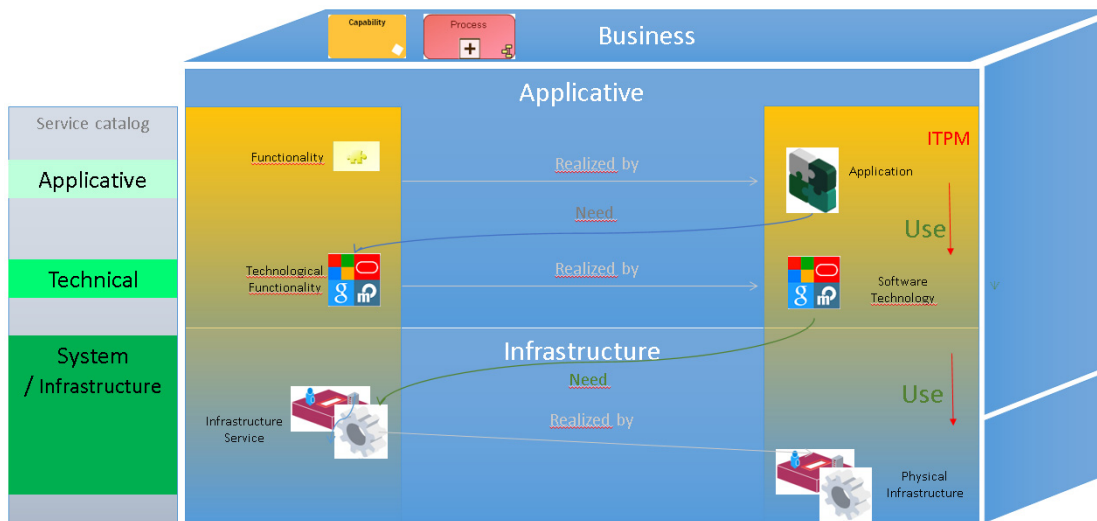 Capability
Process
Business
Applicative
Service catalog
Functionality
Realized by
ITPM
Application
Applicative
Need
Use
Technical
Technological
Functionality
Realized by
Software
Technology
System
/ Infrastructure
Infrastructure
Need
Use
Infrastructure
Service
Realized by
Physical
Infrastructure